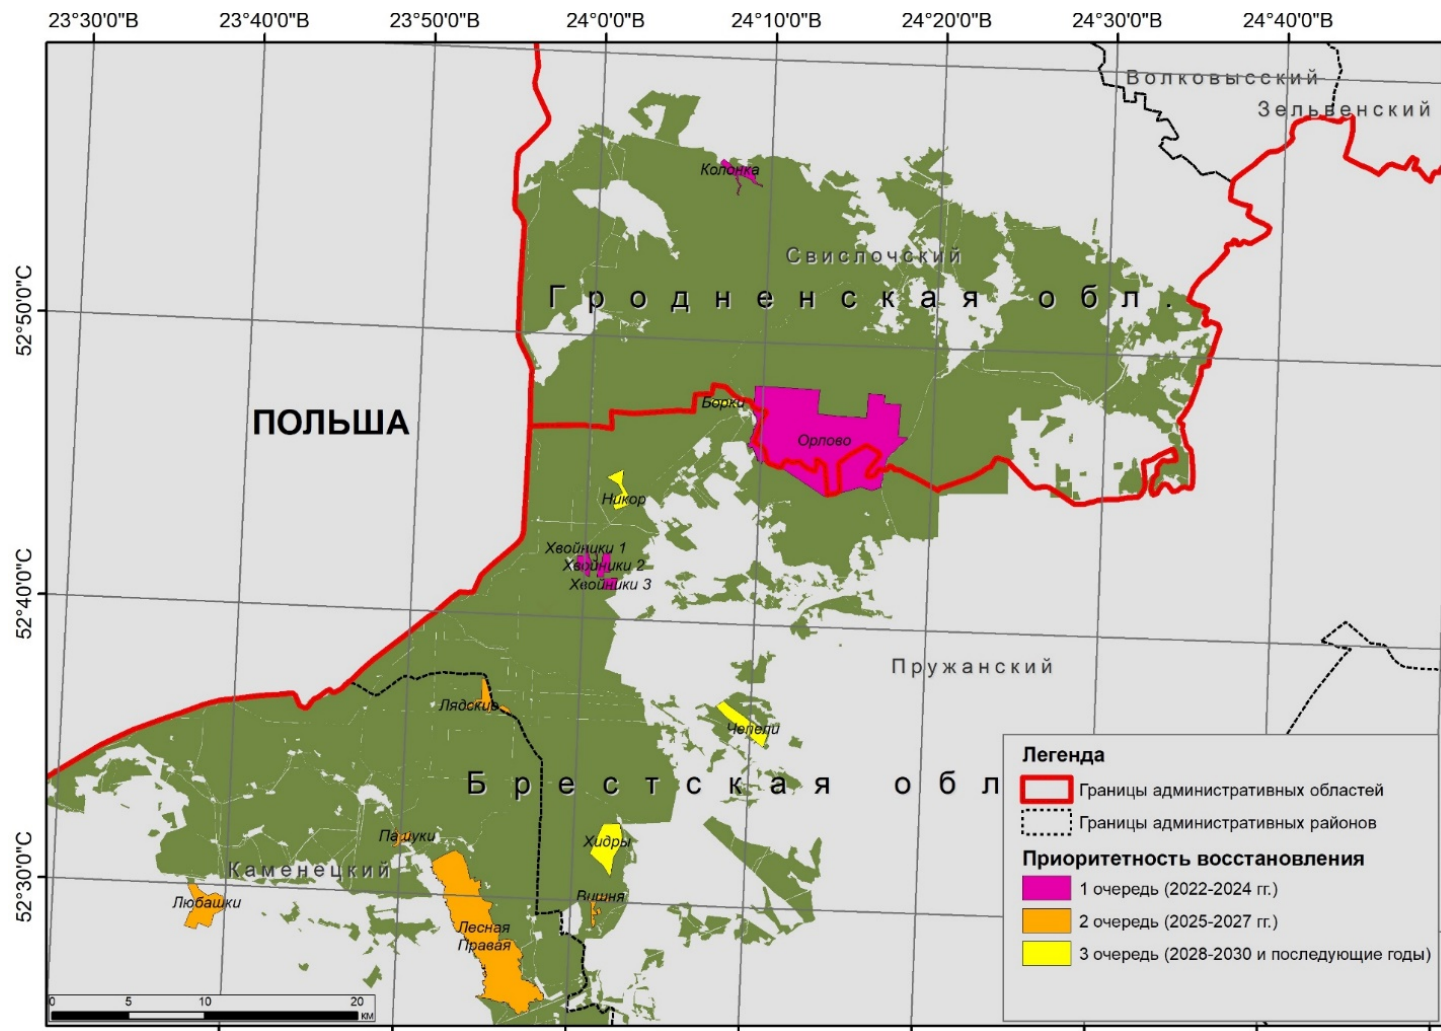 23°30'0"В 23°40'0"В 23°50'0"В 24°0'0"В 24°10'0"В 24°20'0"В 24°30'0"В 24°40'0"В
Волковысский
Зельвенский
Колонка
Свислочский
Гродненская обл.
52°50'0"С
ПОЛЬША
Борки
Орлово
Никор
Хвойники 1
Хвойники 2
Хвойники 3
52°40'0"С
Пружанский
Лядские
Чепели
Брестская обл
Пашуки
Хидры
Каменецкий
52°30'0"С
Любашки
Вишня
Лесная
Правая
Легенда
Границы административных областей
Границы административных районов
Приоритетность восстановления
1 очередь (2022-2024 гг.)
2 очередь (2025-2027 гг.)
3 очередь (2028-2030 и последующие годы)
0 5 10 20
КМ